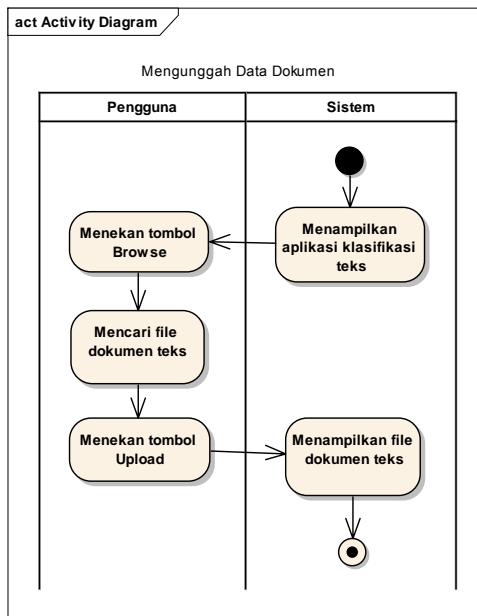 act Activity Diagram
Mengunggah Data Dokumen
Pengguna
Sistem
Menampilkan
aplikasi klasifikasi
teks
Menekan tombol
Browse
Mencari file
dokumen teks
Menekan tombol
Upload
Menampilkan file
dokumen teks